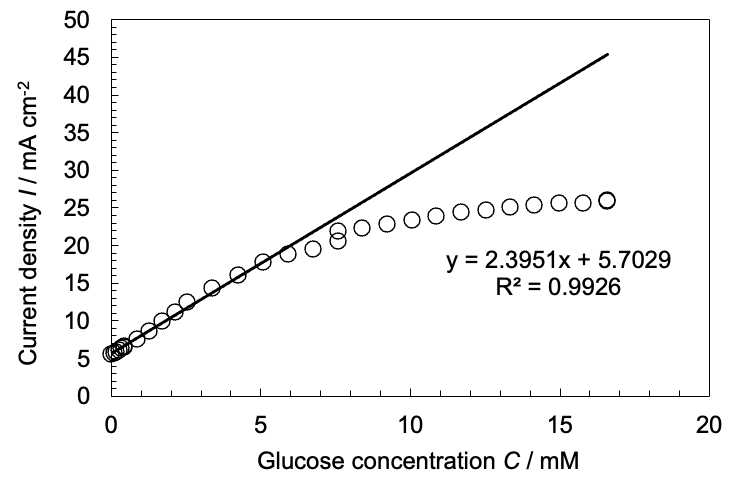 50
45
40
35
30
25
20
15
10
5
0
Current density I / mA cm-2
y = 2.3951x + 5.7029
R² = 0.9926
0 5 10 15 20
Glucose concentration C / mM